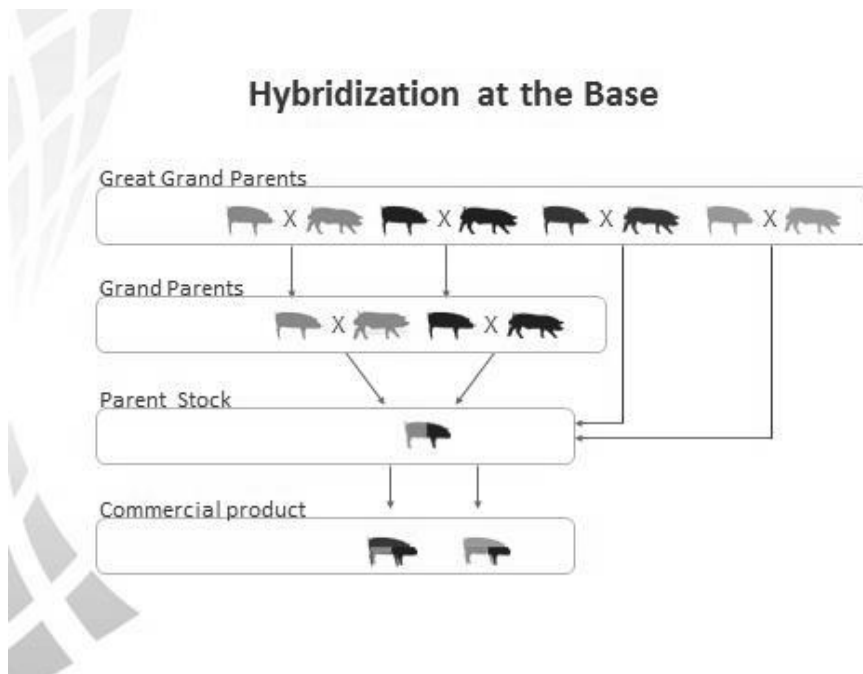 Hybridization at the Base
Great Grand Parents
X X X X
Grand Parents
X X
Parent Stock
Commercial product